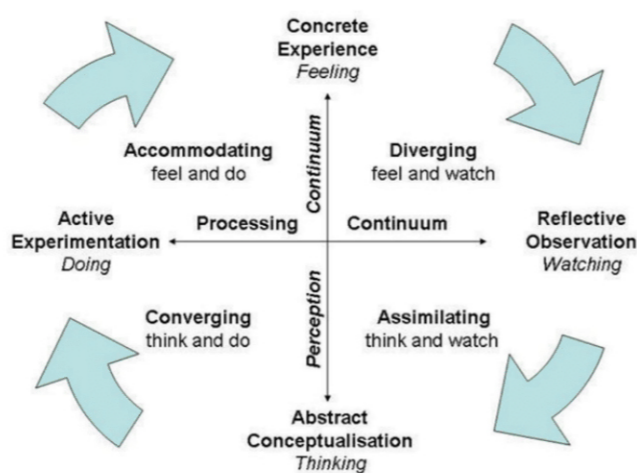 Concrete
Experience
Feeling
Accommodating
feel and do
Continuum
Diverging
feel and watch
Active
Experimentation
Doing
Processing
Continuum
Reflective
Observation
Watching
Converging
think and do
Perception
Assimilating
think and watch
Abstract
Conceptualisation
Thinking